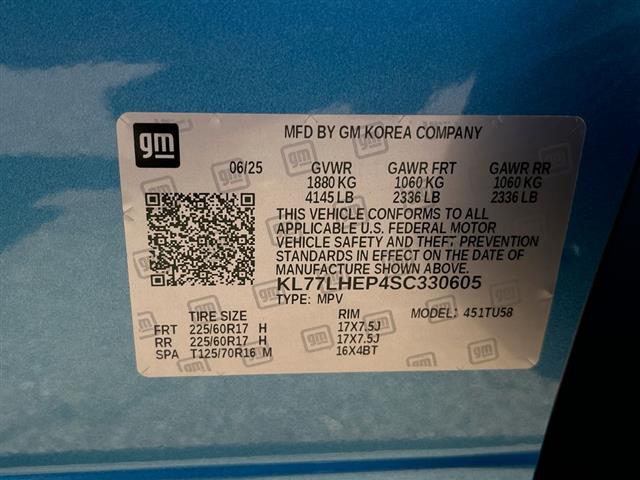 gm
MFD BY GM KOREA COMPANY
06/25 GVWR GAWR FRT GAWR RR
1880 KG 1060 KG 1060 KG
4145 LB 2336 LB 2336 LB
THIS VEHICLE CONFORMS TO ALL
APPLICABLE U.S. FEDERAL MOTOR
VEHICLE SAFETY AND THEFT PREVENTION
STANDARDS IN EFFECT ON THE DATE OF
MANUFACTURE SHOWN ABOVE.
KL77LHEP4SC330605
TYPE: MPV MODEL: 451TU58
TIRE SIZE RIM
FRT 225/60R17 H 17X7.5J
RR 225/60R17 H 17X7.5J
SPA T125/70R16 M 16X4BT